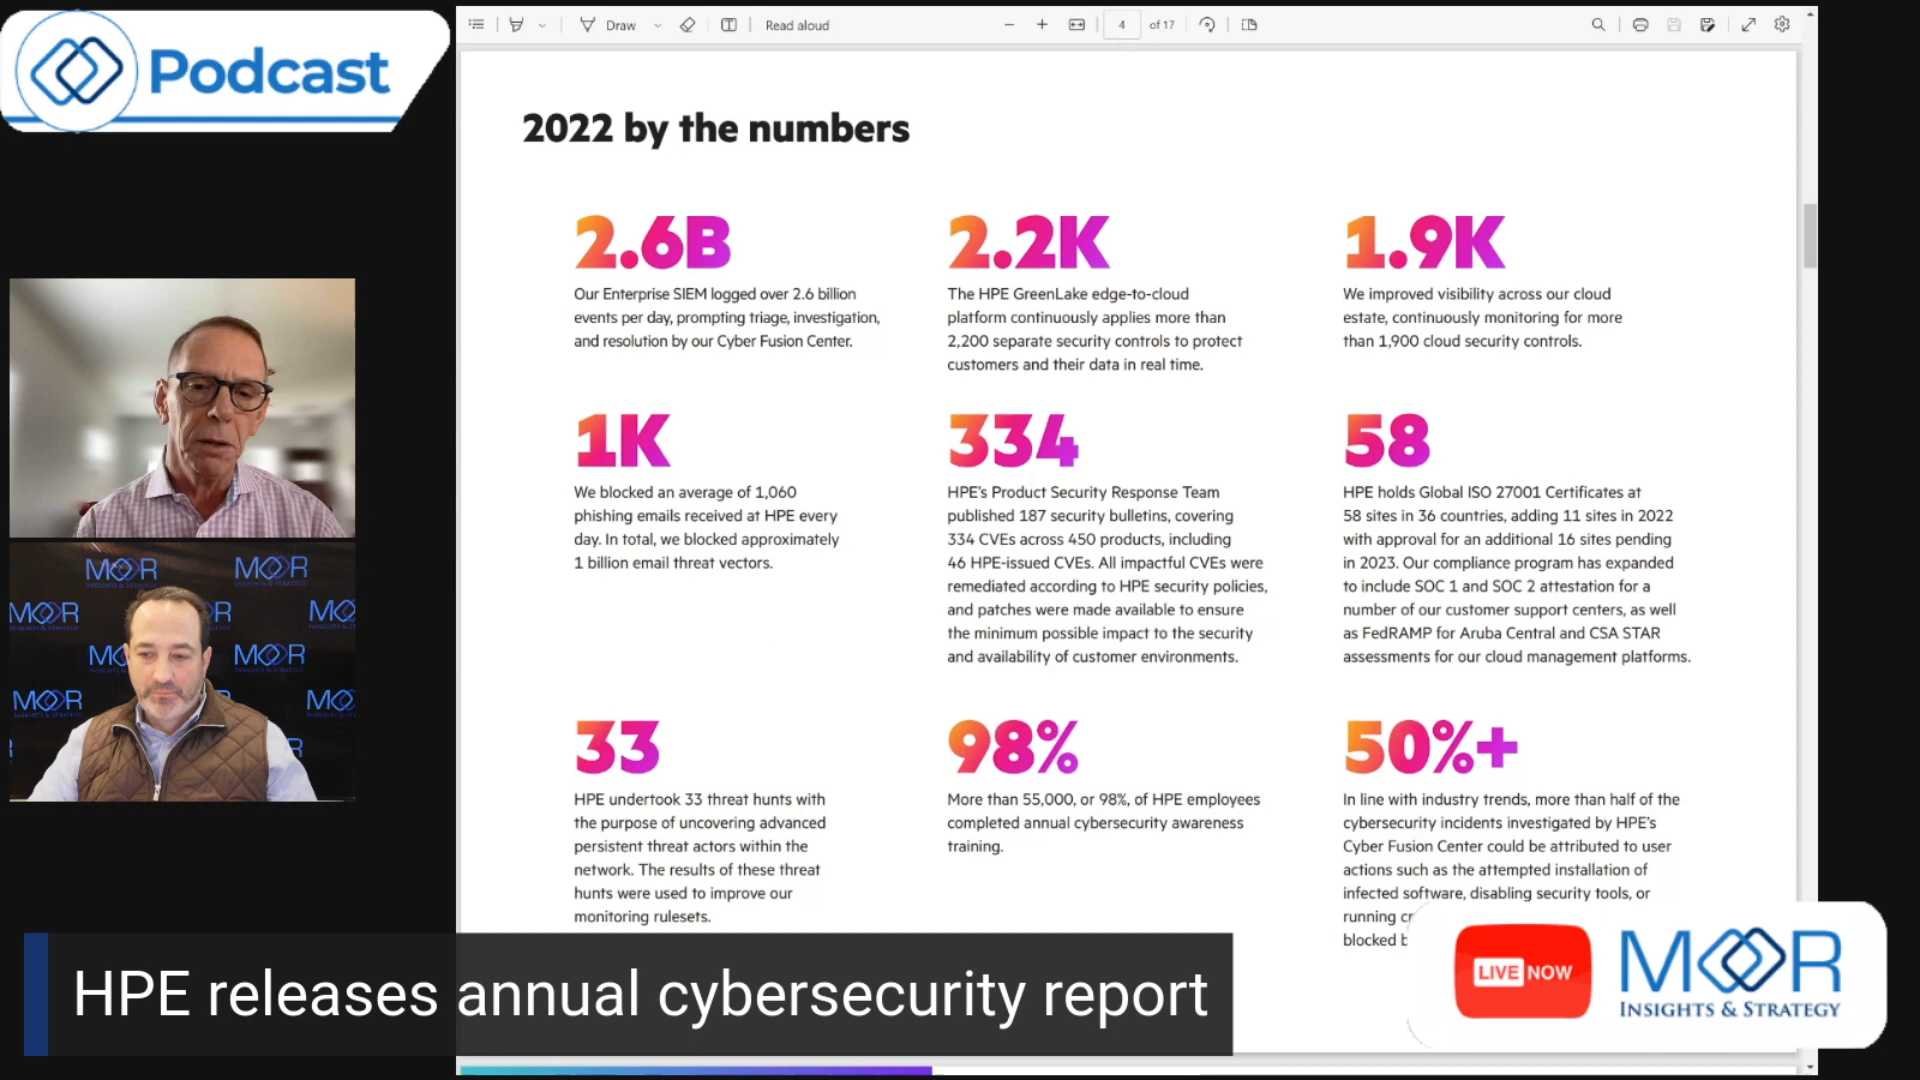 Podcast
Draw
Read aloud
4
of 17
2022 by the numbers
2.6B
Our Enterprise SIEM logged over 2.6 billion
events per day, prompting triage, investigation,
and resolution by our Cyber Fusion Center.
2.2K
The HPE GreenLake edge-to-cloud
platform continuously applies more than
2,200 separate security controls to protect
customers and their data in real time.
1.9K
We improved visibility across our cloud
estate, continuously monitoring for more
than 1,900 cloud security controls.
1K
We blocked an average of 1,060
phishing emails received at HPE every
day. In total, we blocked approximately
1 billion email threat vectors.
334
HPE's Product Security Response Team
published 187 security bulletins, covering
334 CVEs across 450 products, including
46 HPE-issued CVEs. All impactful CVEs were
remediated according to HPE security policies,
and patches were made available to ensure
the minimum possible impact to the security
and availability of customer environments.
58
HPE holds Global ISO 27001 Certificates at
58 sites in 36 countries, adding 11 sites in 2022
with approval for an additional 16 sites pending
in 2023. Our compliance program has expanded
to include SOC 1 and SOC 2 attestation for a
number of our customer support centers, as well
as FedRAMP for Aruba Central and CSA STAR
assessments for our cloud management platforms.
33
HPE undertook 33 threat hunts with
the purpose of uncovering advanced
persistent threat actors within the
network. The results of these threat
hunts were used to improve our
monitoring rulesets.
98%
More than 55,000, or 98%, of HPE employees
completed annual cybersecurity awareness
training.
50%+
In line with industry trends, more than half of the
cybersecurity incidents investigated by HPE's
Cyber Fusion Center could be attributed to user
actions such as the attempted installation of
infected software, disabling security tools, or
running
blocked
MOOR MOOR
MOOR
MOOR
MOOR
HPE releases annual cybersecurity report
LIVE NOW
MOOR
INSIGHTS & STRATEGY